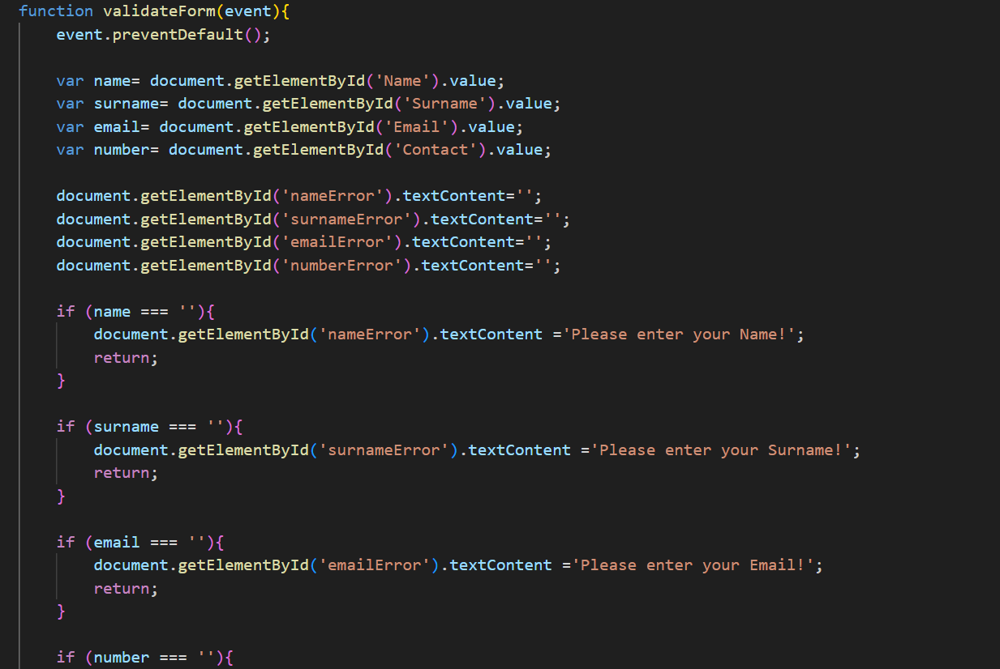 function validateForm(event){
    event.preventDefault();

    var name= document.getElementById('Name').value;
    var surname= document.getElementById('Surname').value;
    var email= document.getElementById('Email').value;
    var number= document.getElementById('Contact').value;

    document.getElementById('nameError').textContent='';
    document.getElementById('surnameError').textContent='';
    document.getElementById('emailError').textContent='';
    document.getElementById('numberError').textContent='';

    if (name === ''){
        document.getElementById('nameError').textContent ='Please enter your Name!';
        return;
    }

    if (surname === ''){
        document.getElementById('surnameError').textContent ='Please enter your Surname!';
        return;
    }

    if (email === ''){
        document.getElementById('emailError').textContent ='Please enter your Email!';
        return;
    }

    if (number === ''){